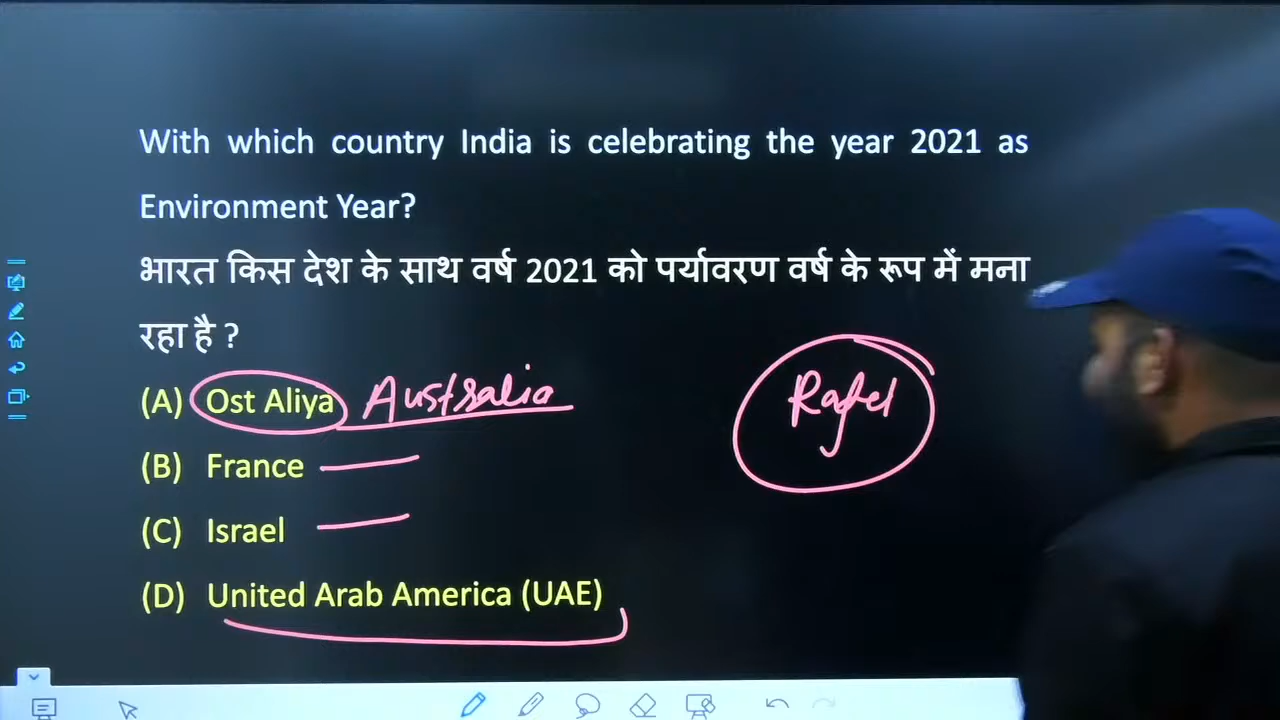 With which country India is celebrating the year 2021 as
Environment Year?
भारत किस देश के साथ वर्ष 2021 को पर्यावरण वर्ष के रूप में मना
रहा है ?
(A) Ost Aliya Australia
(B) France
(C) Israel
(D) United Arab America (UAE)
Rafel